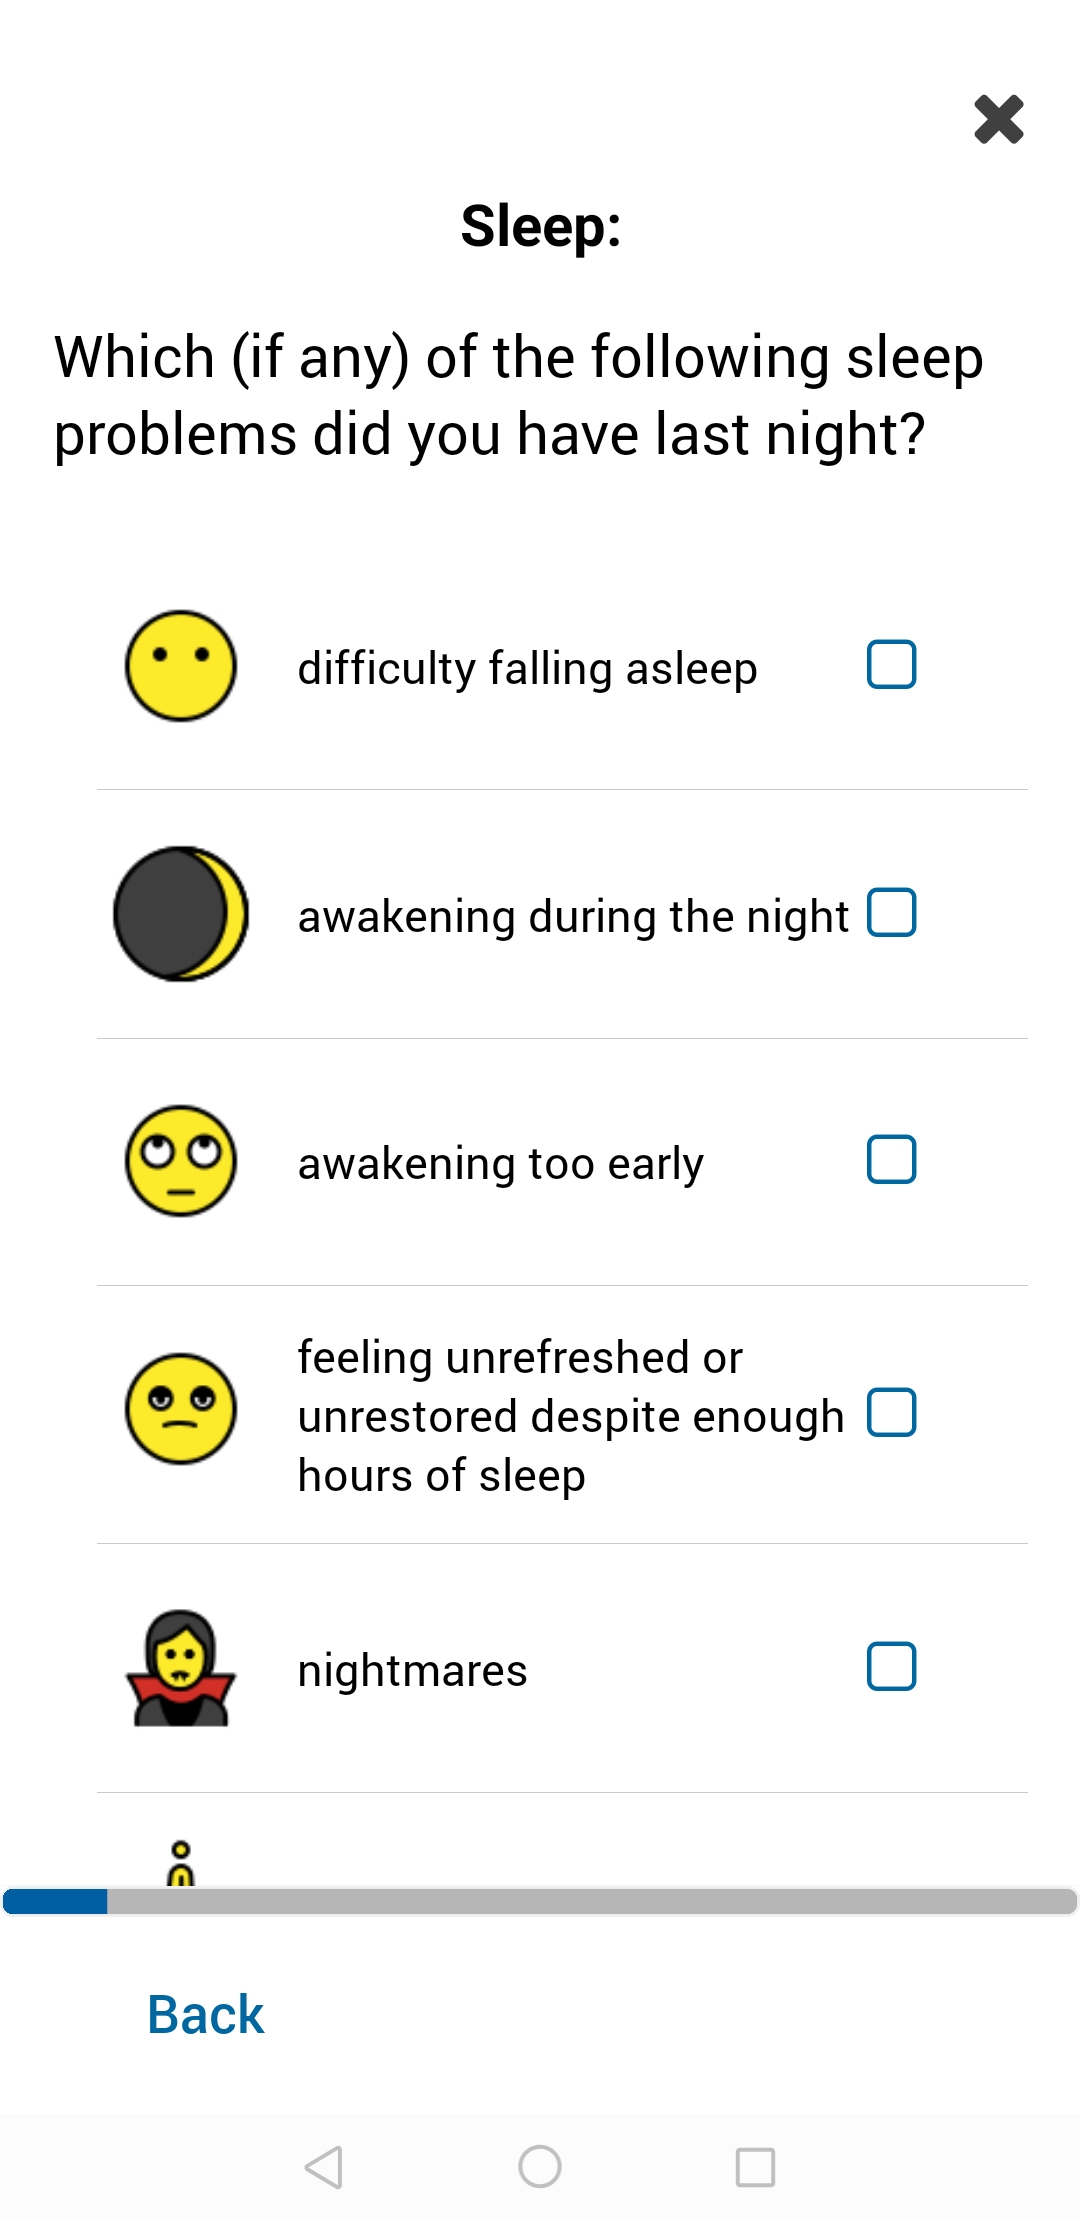 Sleep:
Which (if any) of the following sleep
problems did you have last night?
difficulty falling asleep
awakening during the night
awakening too early
feeling unrefreshed or
unrestored despite enough
hours of sleep
nightmares
Back